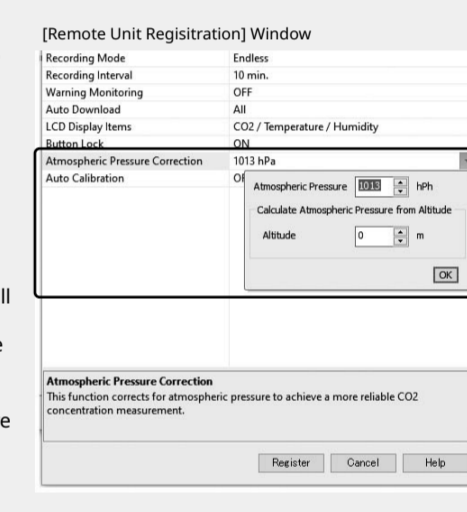 [Remote Unit Regisitration] Window
Recording Mode Endless
Recording Interval 10 min.
Warning Monitoring OFF
Auto Download All
LCD Display Items CO2 / Temperature / Humidity
Button Lock ON
Atmospheric Pressure Correction 1013 hPa
Auto Calibration
Atmospheric Pressure 1013 hPh
Calculate Atmospheric Pressure from Altitude
Altitude 0 m
OK
Atmospheric Pressure Correction
This function corrects for atmospheric pressure to achieve a more reliable CO2
concentration measurement.
Register Cancel Help